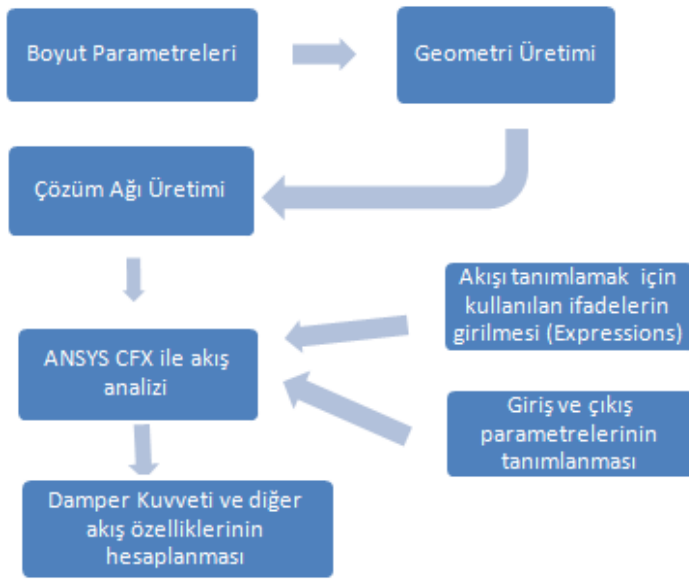 Boyut Parametreleri
Geometri Üretimi
Çözüm Ağı Üretimi
Akışı tanımlamak için
kullanılan ifadelerin
girilmesi (Expressions)
ANSYS CFX ile akış
analizi
Giriş ve çıkış
parametrelerinin
tanımlanması
Damper Kuvveti ve diğer
akış özelliklerinin
hesaplanması